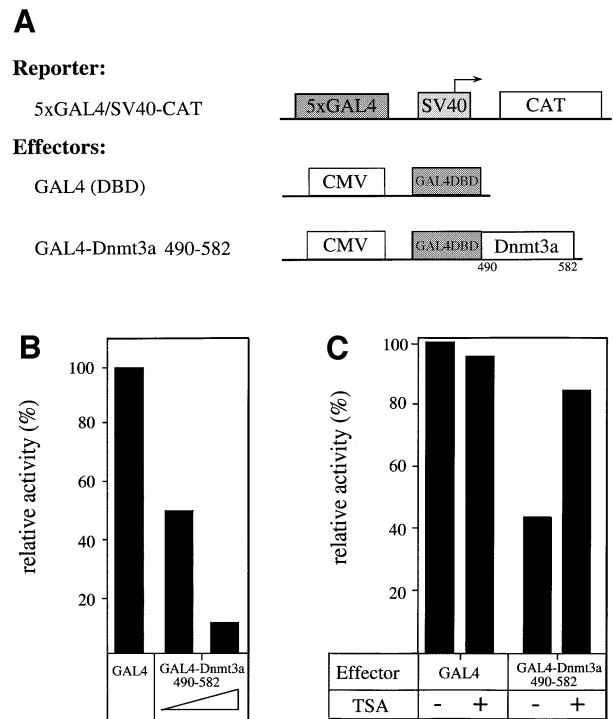 A
Reporter:
5xGAL4/SV40-CAT
5xGAL4 SV40 CAT
Effectors:
GAL4 (DBD)
CMV GAL4DBD
GAL4-Dnmt3a 490-582
CMV GAL4DBD Dnmt3a
490 582
B
relative activity (%)
100
80
60
40
20
GAL4 GAL4-Dnmt3a
490-582
C
relative activity (%)
100
80
60
40
20
Effector GAL4 GAL4-Dnmt3a
490-582
TSA - + - +